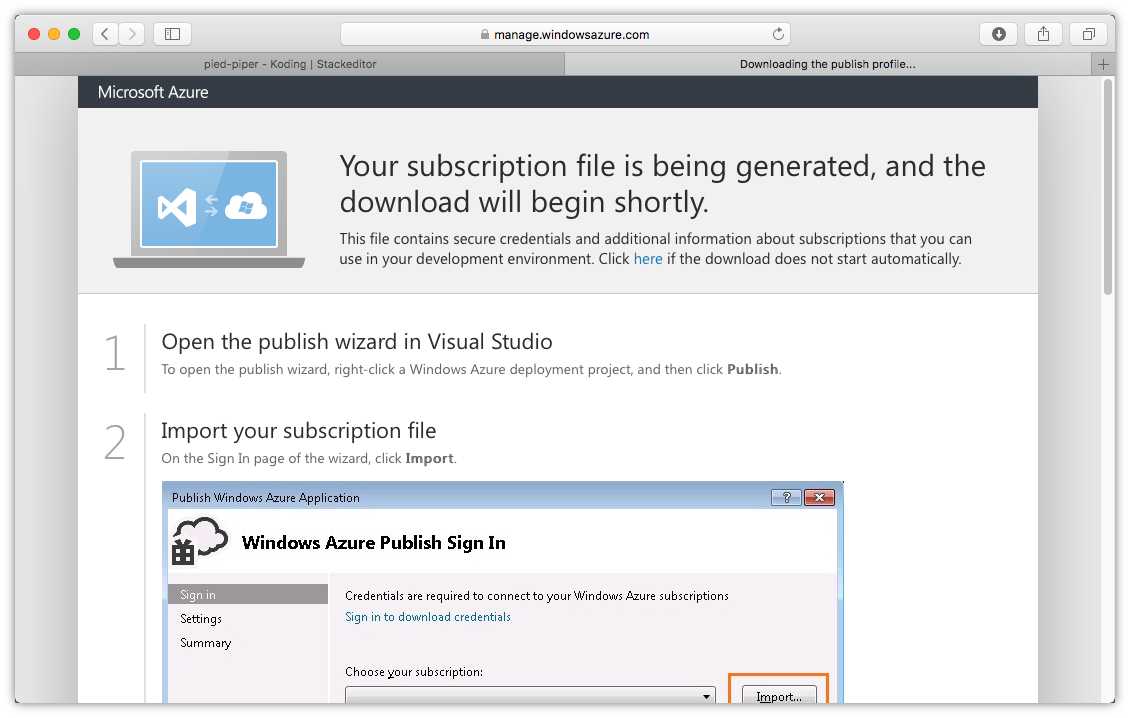 manage.windowsazure.com
pied-piper - Koding | Stackeditor
Downloading the publish profile...
Microsoft Azure
Your subscription file is being generated, and the
download will begin shortly.
This file contains secure credentials and additional information about subscriptions that you can
use in your development environment. Click here if the download does not start automatically.
1
Open the publish wizard in Visual Studio
To open the publish wizard, right-click a Windows Azure deployment project, and then click Publish.
2
Import your subscription file
On the Sign In page of the wizard, click Import.
Publish Windows Azure Application
?
Windows Azure Publish Sign In
Sign in
Settings
Summary
Credentials are required to connect to your Windows Azure subscriptions
Sign in to download credentials
Choose your subscription:
Import...